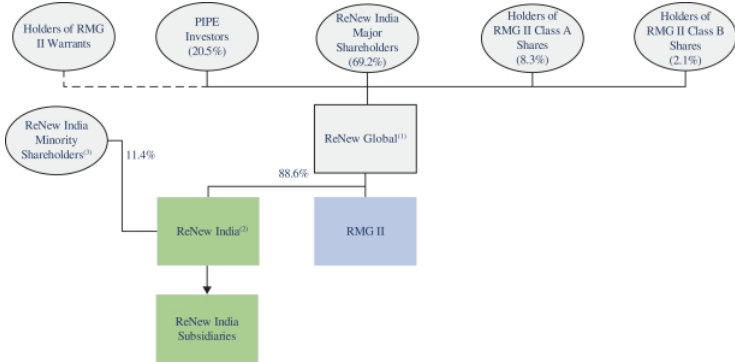 Holders of RMG
II Warrants
PIPE
Investors
(20.5%)
ReNew India
Major
Shareholders
(69.2%)
Holders of
RMG II Class A
Shares
(8.3%)
Holders of
RMG II Class B
Shares
(2.1%)
ReNew India
Minority
Shareholders(3)
11.4%
ReNew Global(1)
88.6%
ReNew India(2)
RMG II
ReNew India
Subsidiaries